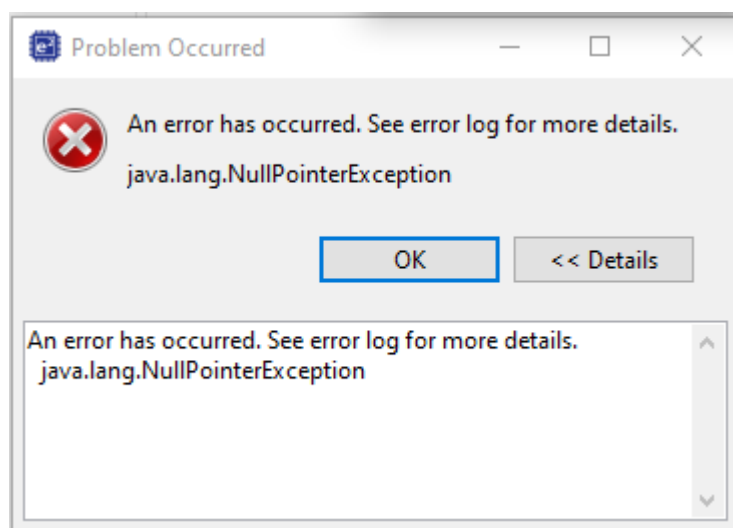 e²
Problem Occurred
An error has occurred. See error log for more details.
java.lang.NullPointerException
OK
<< Details
An error has occurred. See error log for more details.
java.lang.NullPointerException